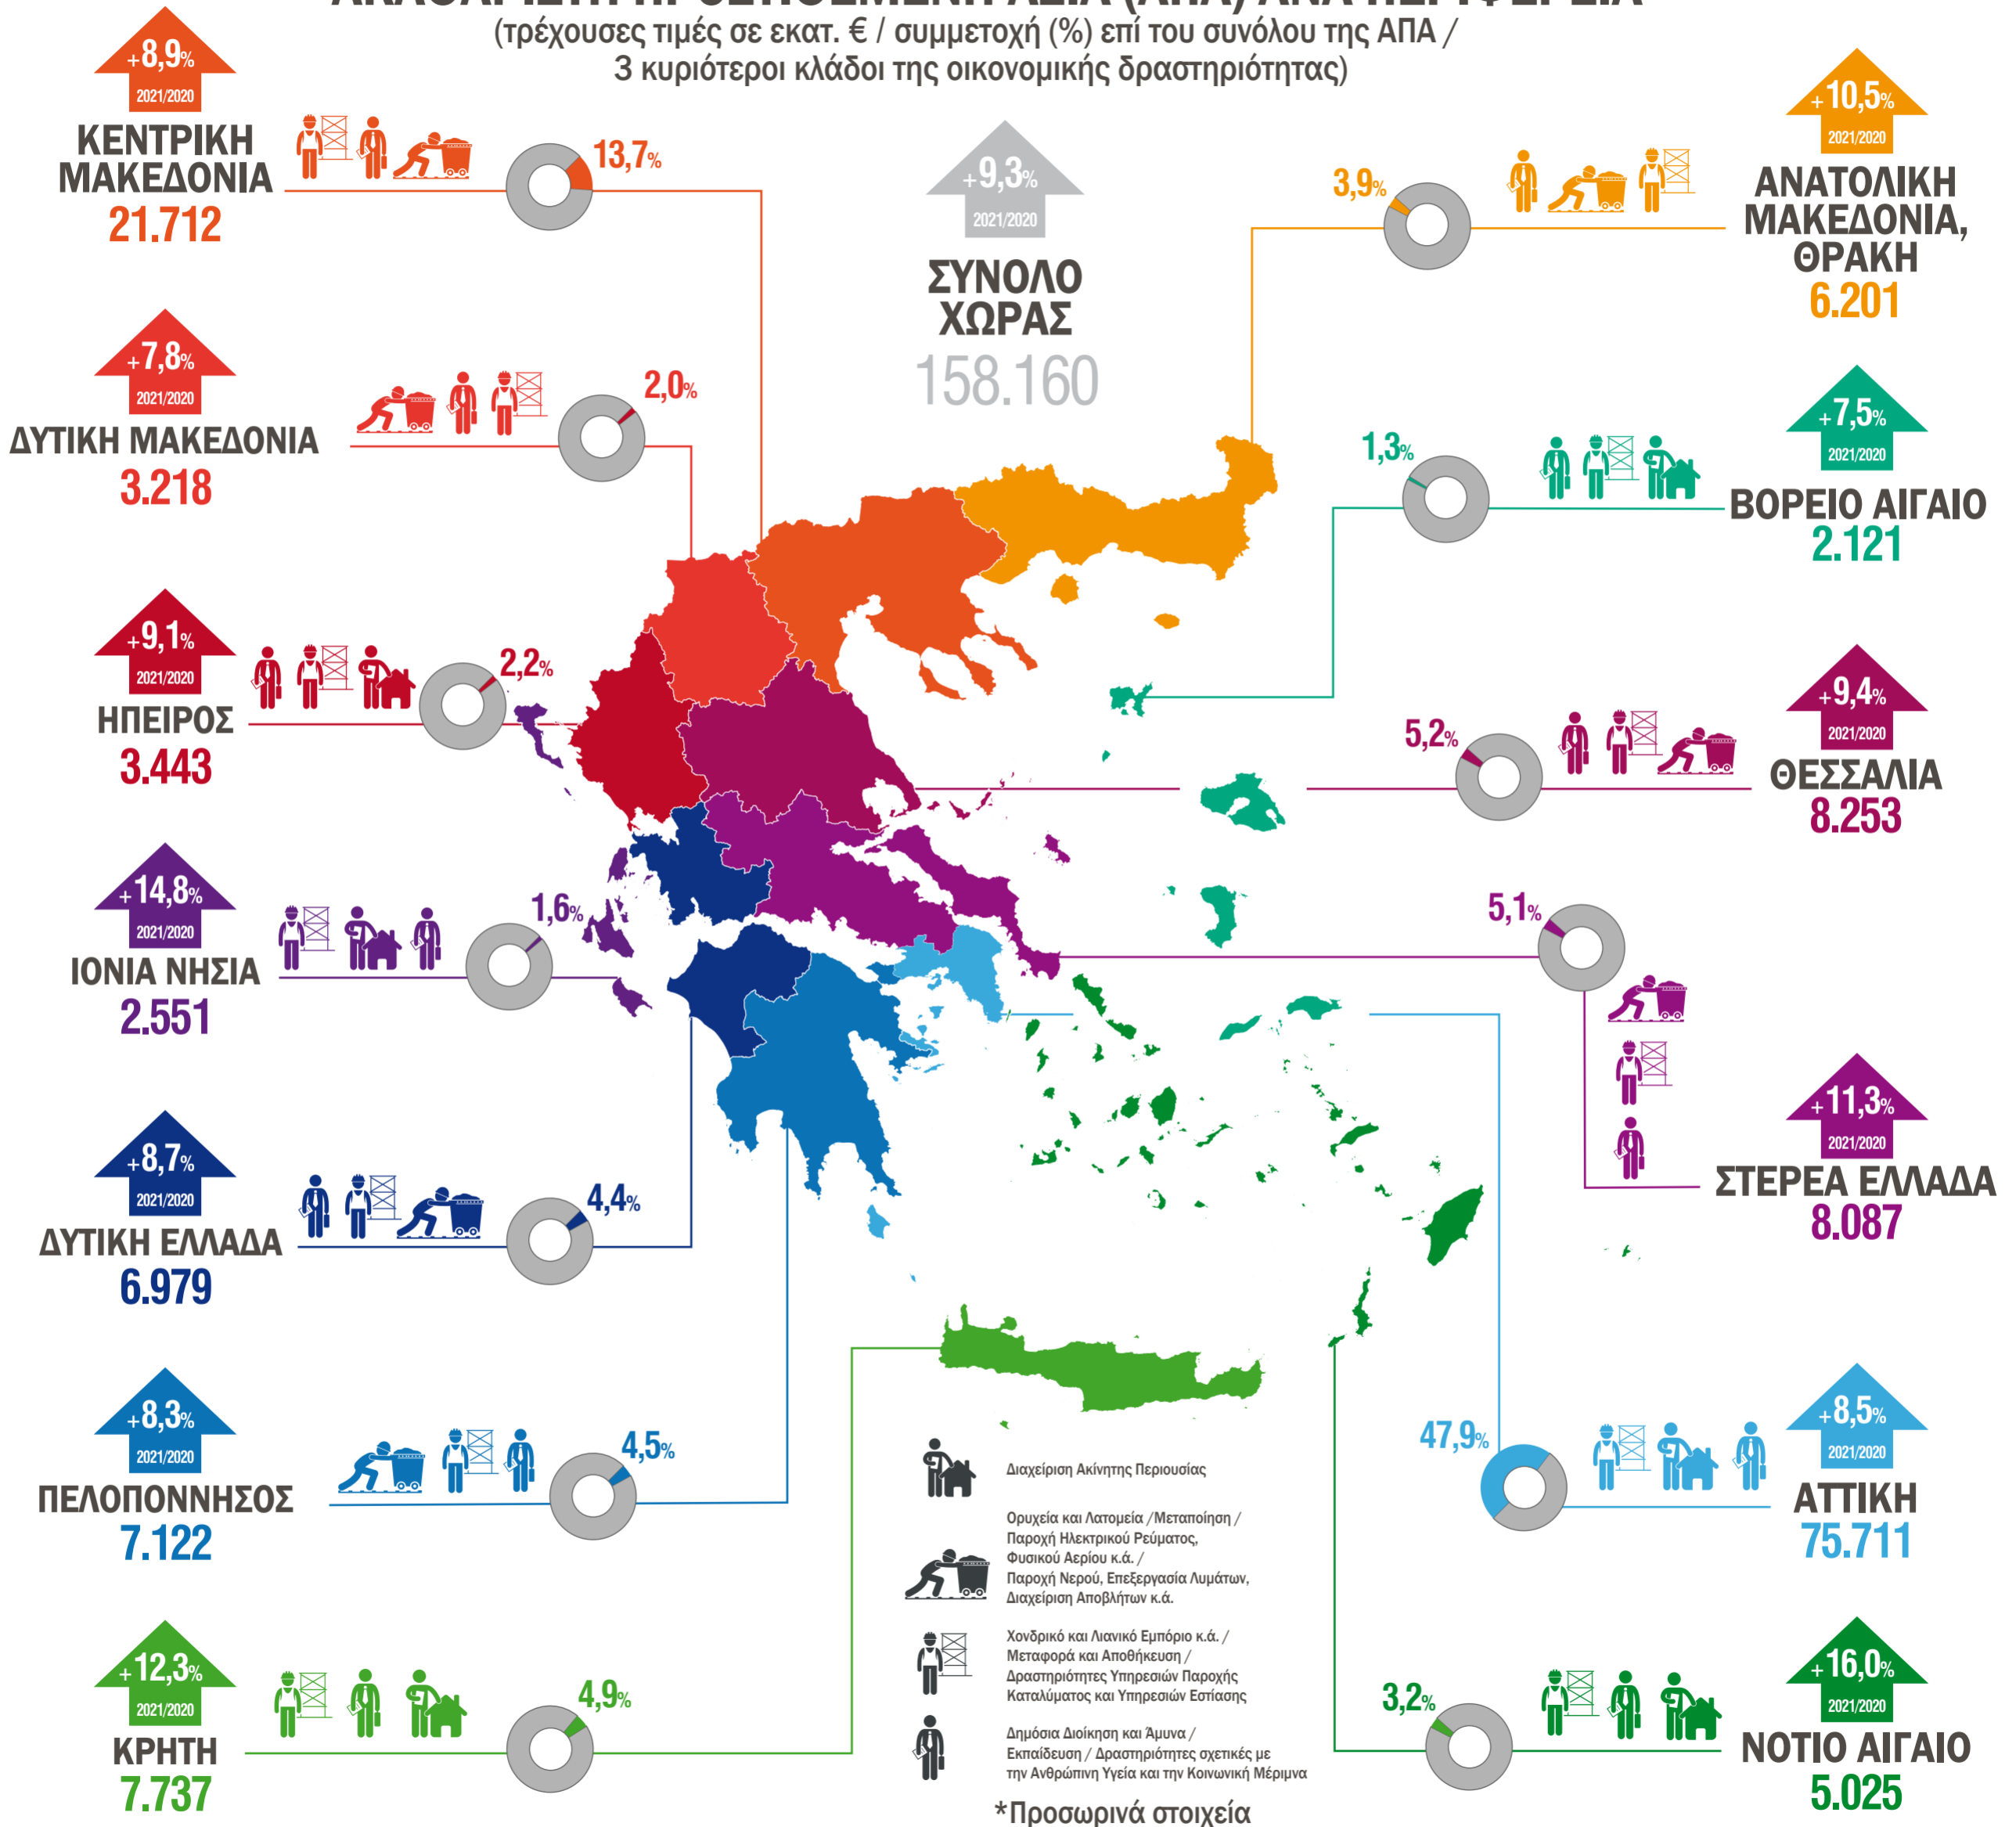 (τρέχουσες τιμές σε εκατ. € / συμμετοχή (%) επί του συνόλου της ΑΠΑ /
3 κυριότεροι κλάδοι της οικονομικής δραστηριότητας)
+8,9%
2021/2020
ΚΕΝΤΡΙΚΗ
ΜΑΚΕΔΟΝΙΑ
21.712
13,7%
+7,8%
2021/2020
ΔΥΤΙΚΗ ΜΑΚΕΔΟΝΙΑ
3.218
2,0%
+9,1%
2021/2020
ΗΠΕΙΡΟΣ
3.443
2,2%
+14,8%
2021/2020
ΙΟΝΙΑ ΝΗΣΙΑ
2.551
1,6%
+8,7%
2021/2020
ΔΥΤΙΚΗ ΕΛΛΑΔΑ
6.979
4,4%
+8,3%
2021/2020
ΠΕΛΟΠΟΝΝΗΣΟΣ
7.122
4,5%
+12,3%
2021/2020
ΚΡΗΤΗ
7.737
4,9%
+9,3%
2021/2020
ΣΥΝΟΛΟ
ΧΩΡΑΣ
158.160
+10,5%
2021/2020
ΑΝΑΤΟΛΙΚΗ
ΜΑΚΕΔΟΝΙΑ,
ΘΡΑΚΗ
6.201
3,9%
+7,5%
2021/2020
ΒΟΡΕΙΟ ΑΙΓΑΙΟ
2.121
1,3%
+9,4%
2021/2020
ΘΕΣΣΑΛΙΑ
8.253
5,2%
5,1%
+11,3%
2021/2020
ΣΤΕΡΕΑ ΕΛΛΑΔΑ
8.087
+8,5%
2021/2020
ΑΤΤΙΚΗ
75.711
47,9%
+16,0%
2021/2020
ΝΟΤΙΟ ΑΙΓΑΙΟ
5.025
3,2%
Διαχείριση Ακίνητης Περιουσίας
Ορυχεία και Λατομεία /Μεταποίηση /
Παροχή Ηλεκτρικού Ρεύματος,
Φυσικού Αερίου κ.ά. /
Παροχή Νερού, Επεξεργασία Λυμάτων,
Διαχείριση Αποβλήτων κ.ά.
Χονδρικό και Λιανικό Εμπόριο κ.ά. /
Μεταφορά και Αποθήκευση /
Δραστηριότητες Υπηρεσιών Παροχής
Καταλύματος και Υπηρεσιών Εστίασης
Δημόσια Διοίκηση και Άμυνα /
Εκπαίδευση / Δραστηριότητες σχετικές με
την Ανθρώπινη Υγεία και την Κοινωνική Μέριμνα
*Προσωρινά στοιχεία